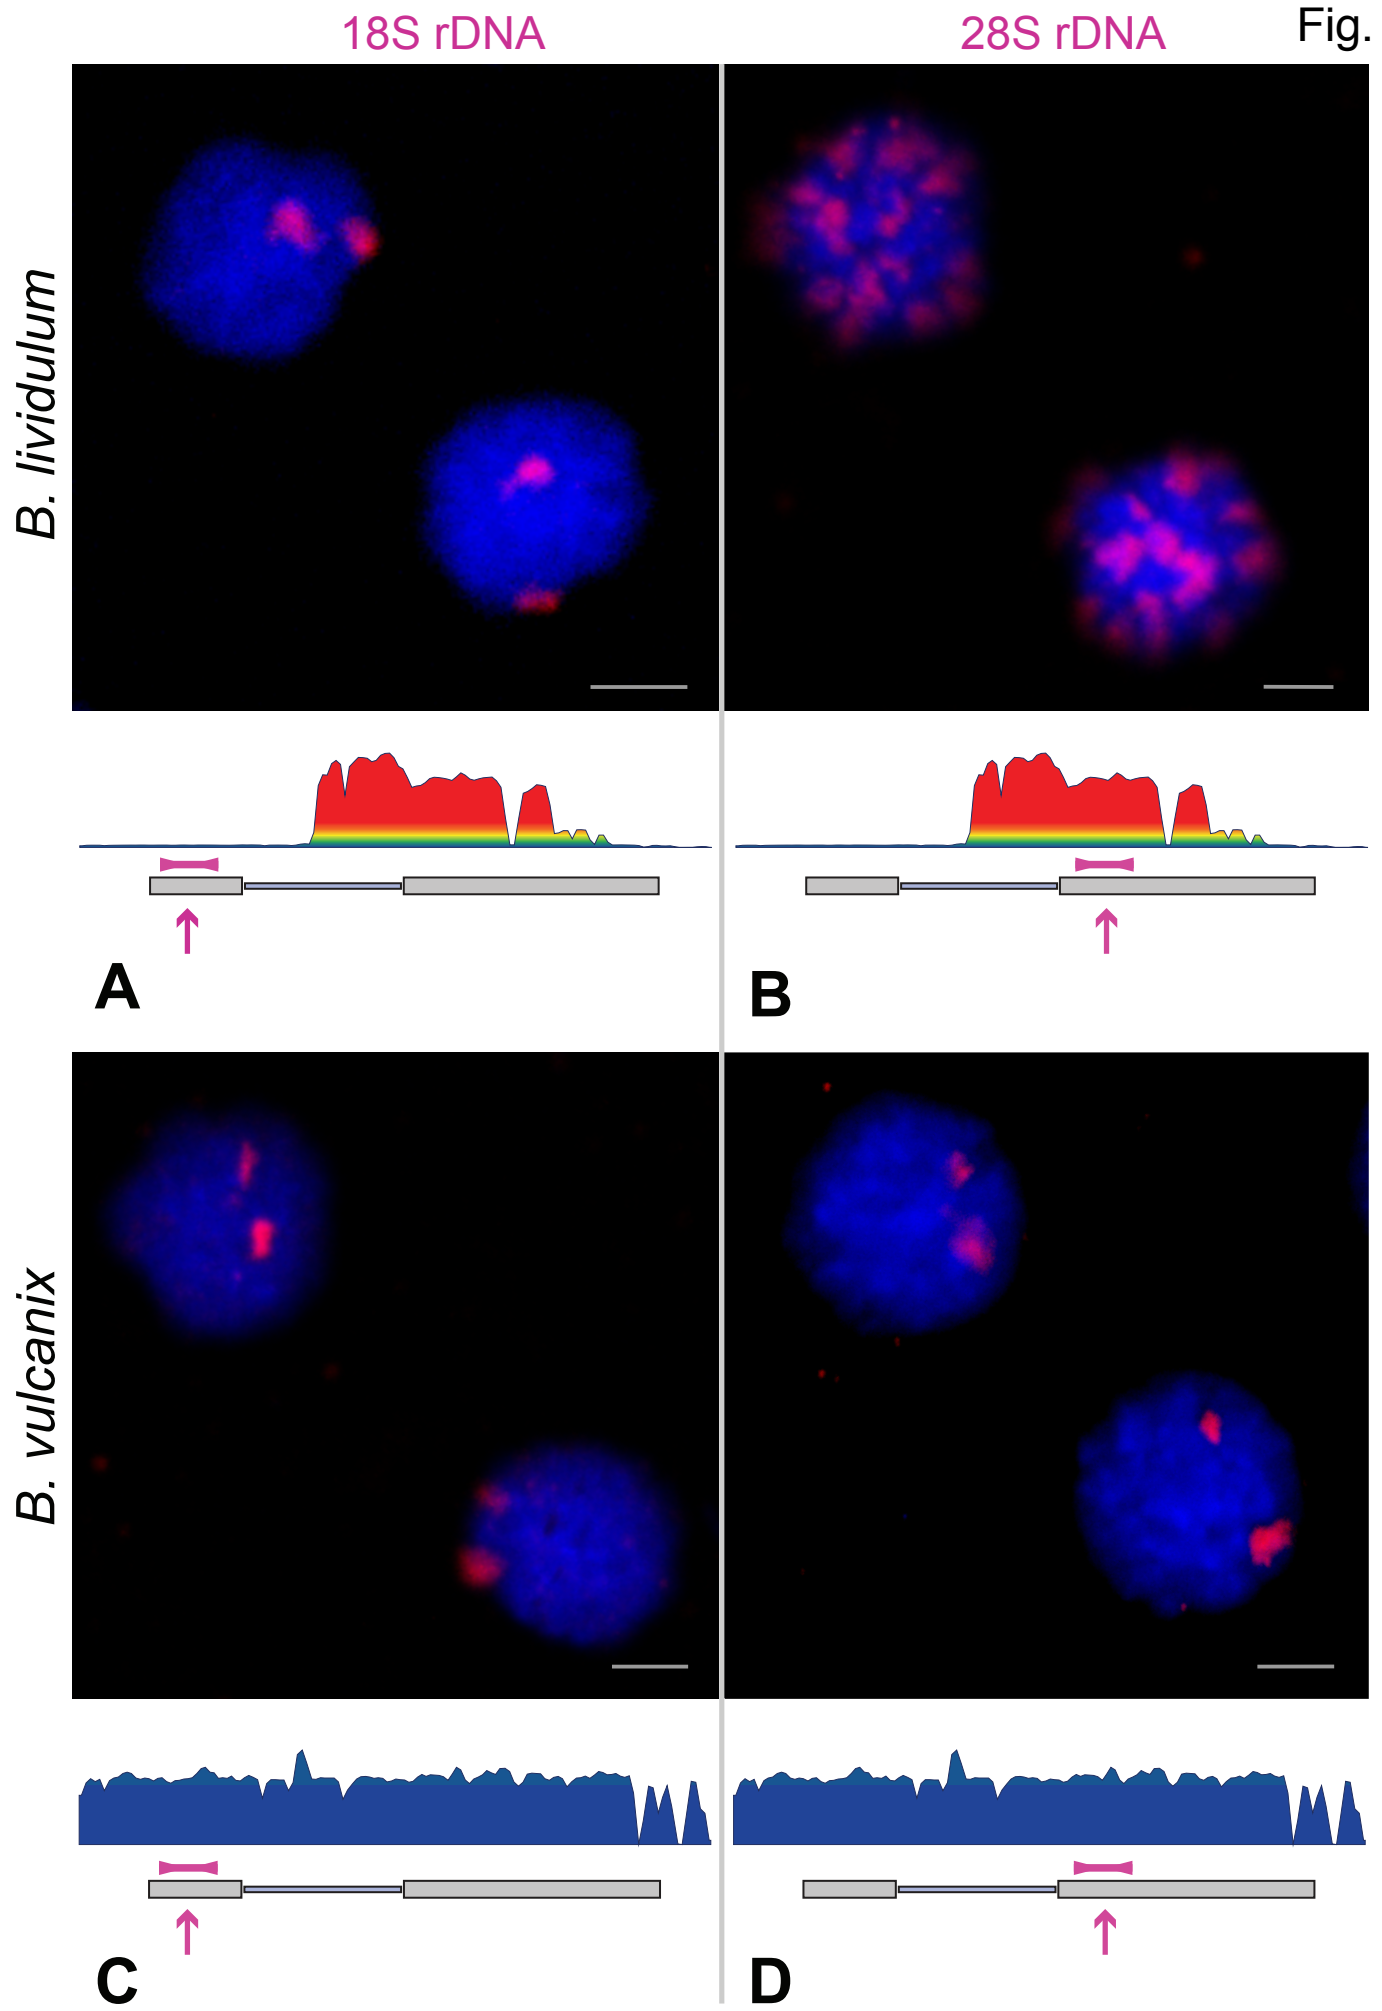 18S rDNA
28S rDNA
Fig.
B. lividulum
A
B
B. vulcanix
C
D